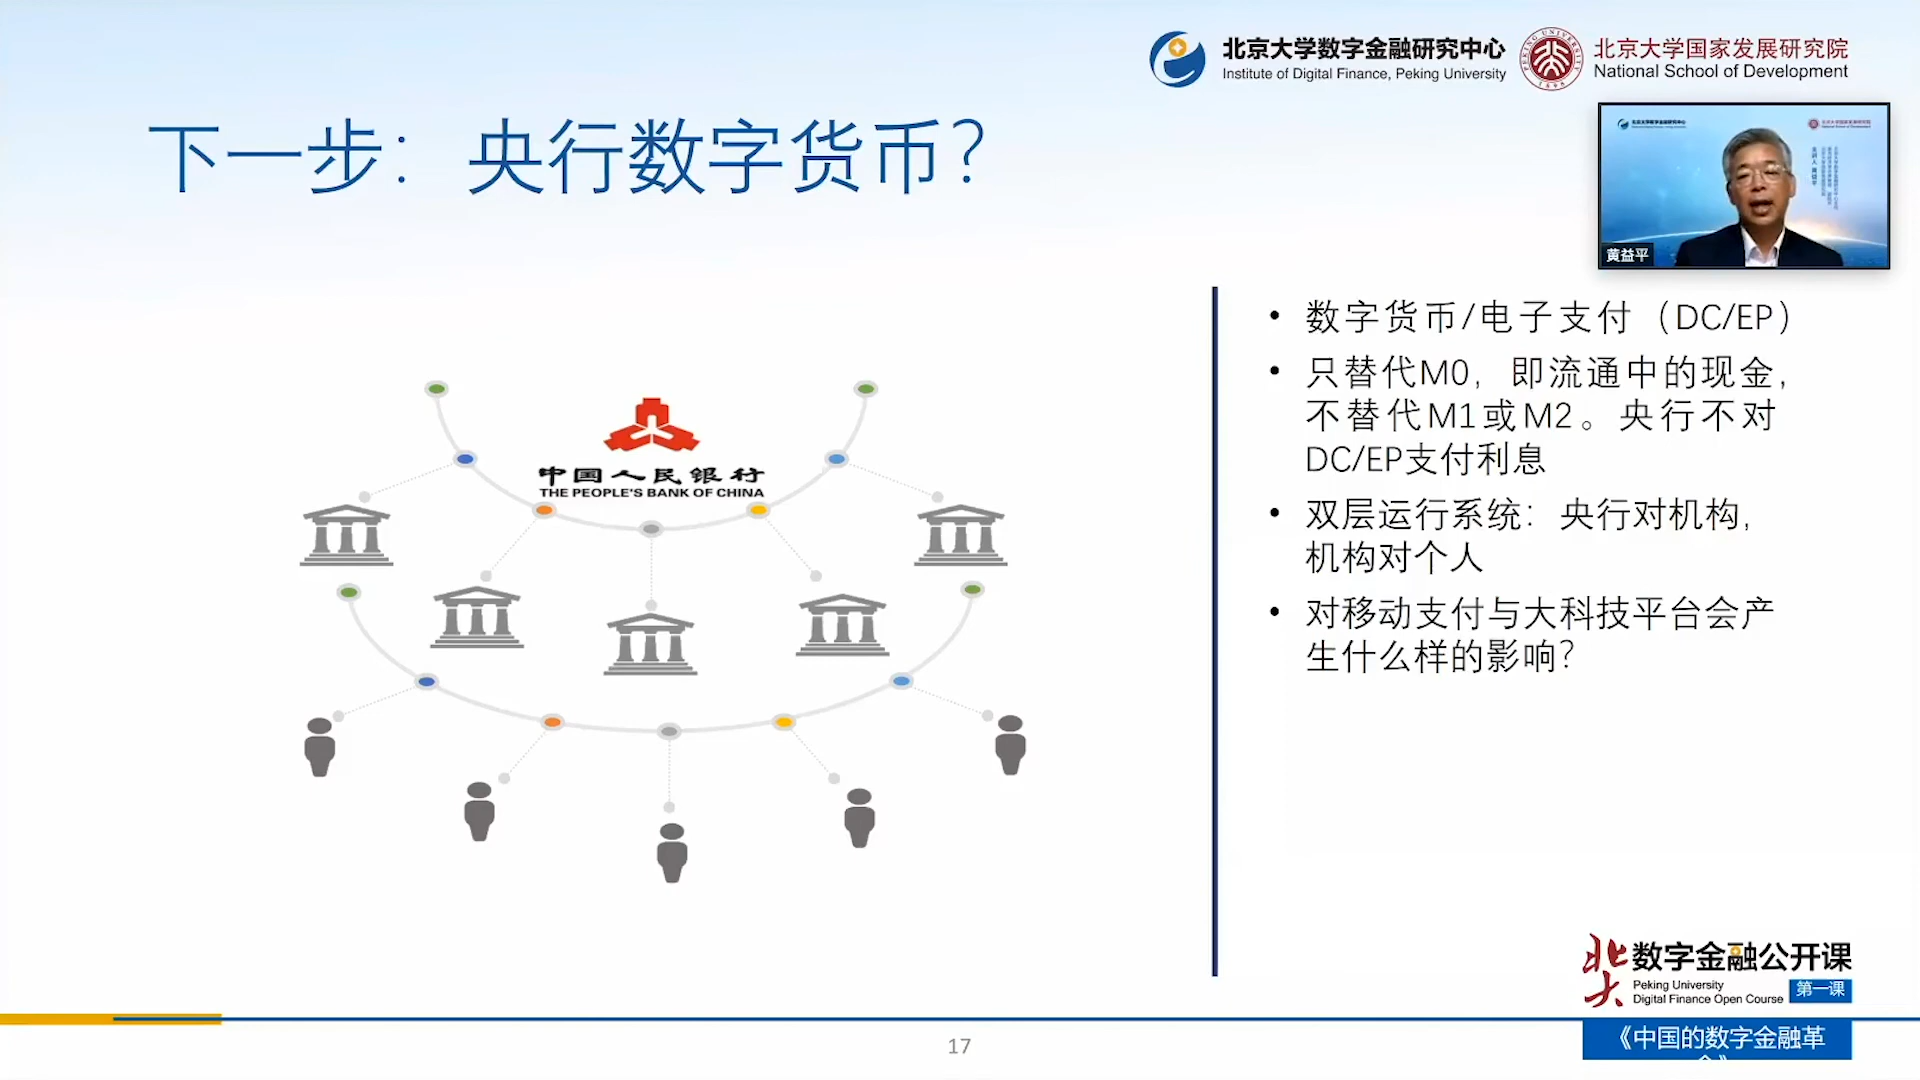 北京大学数字金融研究中心
Institute of Digital Finance, Peking University
北京大学国家发展研究院
National School of Development
下一步：央行数字货币？
黄益平
中国人民银行
THE PEOPLE'S BANK OF CHINA
• 数字货币/电子支付（DC/EP）
• 只替代M0，即流通中的现金，
不替代M1或M2。央行不对
DC/EP支付利息
• 双层运行系统：央行对机构，
机构对个人
• 对移动支付与大科技平台会产
生什么样的影响？
北大
数字金融公开课
Peking University
Digital Finance Open Course
第一课
17
《中国的数字金融革